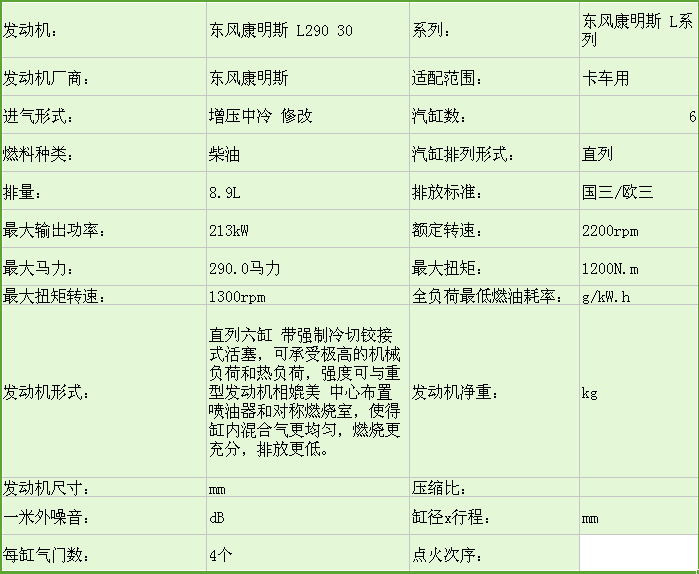 发动机： 东风康明斯 L290 30 系列： 东风康明斯 L系
列
发动机厂商： 东风康明斯 适配范围： 卡车用
进气形式： 增压中冷 修改 汽缸数： 6
燃料种类： 柴油 汽缸排列形式： 直列
排量： 8.9L 排放标准： 国三/欧三
最大输出功率： 213kW 额定转速： 2200rpm
最大马力： 290.0马力 最大扭矩： 1200N.m
最大扭矩转速： 1300rpm 全负荷最低燃油耗率： g/kW.h
发动机形式： 直列六缸 带强制冷切铰接
式活塞，可承受极高的机械
负荷和热负荷，强度可与重
型发动机相媲美 中心布置
喷油器和对称燃烧室，使得
缸内混合气更均匀，燃烧更
充分，排放更低。
发动机净重： kg
发动机尺寸： mm 压缩比：
一米外噪音： dB 缸径x行程： mm
每缸气门数： 4个 点火次序：